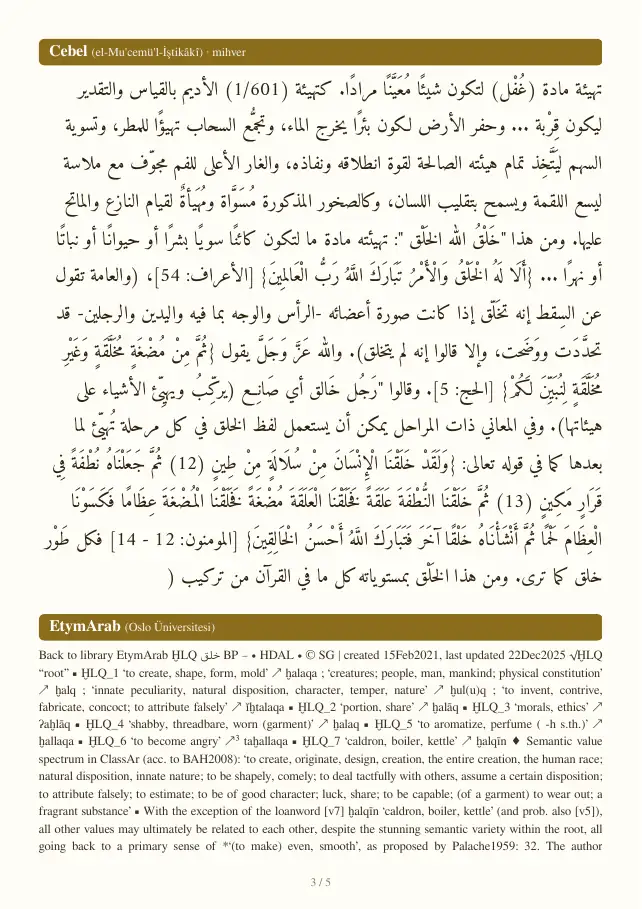 Cebel (el-Mu'cemü'l-İştikâkî) · mihver
تهيئة مادة (غُفْل) لتكون شيئًا مُعَيَّنًا مرادًا. كتهيئة (1/601) الأديم بالقياس والتقدير
ليكون قِرْبة ... وحفر الأرض لكون بئرًا يخرج الماء، وتجمُّع السحاب تهيؤًا للمطر، وتسوية
السهم ليَتَّخِذ تمام هيئته الصالحة لقوة انطلاقه ونفاذه، والغار الأعلى للفم مجوّف مع ملاسة
ليسع اللقمة ويسمح بتقليب اللسان، وكالصخور المذكورة مُسَوَّاة ومُهَيأةٌ لقيام النازع والماتح
عليها. ومن هذا "خَلْقُ الله الخَلْق ": تهيئته مادة ما لتكون كائنًا سويًا بشرًا أو حيوانًا أو نباتًا
أو نهرًا ... {أَلَا لَهُ الْخَلْقُ وَالْأَمْرُ تَبَارَكَ اللَّهُ رَبُّ الْعَالَمِينَ} [الأعراف: 54]، (والعامة تقول
عن السِقط إنه تخَلّق إذا كانت صورة أعضائه -الرأس والوجه بما فيه واليدين والرجلين- قد
تحدَّدت ووَضَحت، وإلا قالوا إنه لم يتخلق). والله عَزَّ وَجَلَّ يقول {ثُمَّ مِنْ مُضْغَةٍ مُخَلَّقَةٍ وَغَيْرِ
مُخَلَّقَةٍ لِنُبَيِّنَ لَكُمْ} [الحج: 5]. وقالوا "رَجُل خَالق أي صَانِع (يركِّبُ ويهيِّئ الأشياء على
هيئاتها). وفي المعاني ذات المراحل يمكن أن يستعمل لفظ الخلق في كل مرحلة تُهيِّئ لما
بعدها كما في قوله تعالى: {وَلَقَدْ خَلَقْنَا الْإِنْسَانَ مِنْ سُلَالَةٍ مِنْ طِينٍ (12) ثُمَّ جَعَلْنَاهُ نُطْفَةً فِي
قَرَارٍ مَكِينٍ (13) ثُمَّ خَلَقْنَا النُّطْفَةَ عَلَقَةً فَخَلَقْنَا الْعَلَقَةَ مُضْغَةً فَخَلَقْنَا الْمُضْغَةَ عِظَامًا فَكَسَوْنَا
الْعِظَامَ لَحْمًا ثُمَّ أَنْشَأْنَاهُ خَلْقًا آخَرَ فَتَبَارَكَ اللَّهُ أَحْسَنُ الْخَالِقِينَ} [المؤمنون: 12 - 14] فكل طَوْر
خلق كما ترى. ومن هذا الخَلْق بمستوياته كل ما في القرآن من تركيب (
EtymArab (Oslo Üniversitesi)
Back to library EtymArab ḪLQ خلق BP – • HDAL • © SG | created 15Feb2021, last updated 22Dec2025 √ḪLQ
“root” ▪ ḪLQ_1 ‘to create, shape, form, mold’ ↗ ḫalaqa ; ‘creatures; people, man, mankind; physical constitution’
↗ ḫalq ; ‘innate peculiarity, natural disposition, character, temper, nature’ ↗ ḫul(u)q ; ‘to invent, contrive,
fabricate, concoct; to attribute falsely’ ↗ ĭḫtalaqa ▪ ḪLQ_2 ‘portion, share’ ↗ ḫalāq ▪ ḪLQ_3 ‘morals, ethics’ ↗
ʔaḫlāq ▪ ḪLQ_4 ‘shabby, threadbare, worn (garment)’ ↗ ḫalaq ▪ ḪLQ_5 ‘to aromatize, perfume ( -h s.th.)’ ↗
ḫallaqa ▪ ḪLQ_6 ‘to become angry’ ↗³ taḫallaqa ▪ ḪLQ_7 ‘caldron, boiler, kettle’ ↗ ḫalqīn ♦ Semantic value
spectrum in ClassAr (acc. to BAH2008): ‘to create, originate, design, creation, the entire creation, the human race;
natural disposition, innate nature; to be shapely, comely; to deal tactfully with others, assume a certain disposition;
to attribute falsely; to estimate; to be of good character; luck, share; to be capable; (of a garment) to wear out; a
fragrant substance’ ▪ With the exception of the loanword [v7] ḫalqīn ‘caldron, boiler, kettle’ (and prob. also [v5]),
all other values may ultimately be related to each other, despite the stunning semantic variety within the root, all
going back to a primary sense of *‘(to make) even, smooth’, as proposed by Palache1959: 32. The author
3 / 5